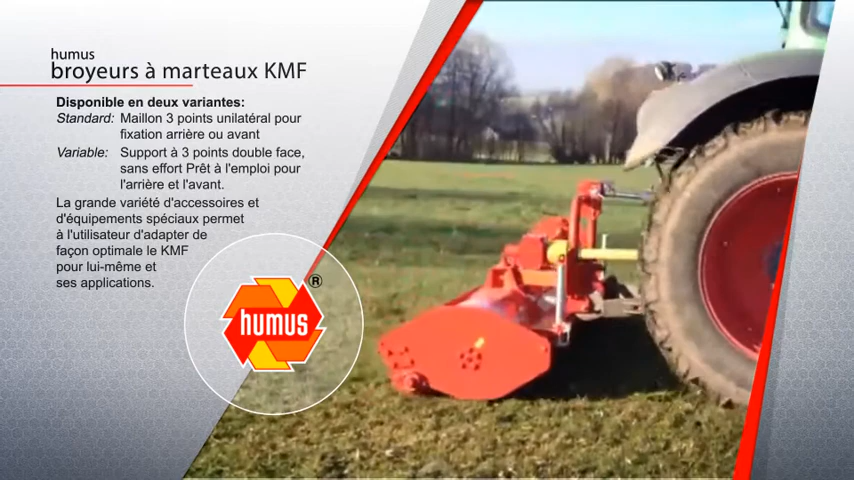 humus
broyeurs à marteaux KMF
Disponible en deux variantes:
Standard: Maillon 3 points unilatéral pour
fixation arrière ou avant
Variable: Support à 3 points double face,
sans effort Prêt à l'emploi pour
l'arrière et l'avant.
La grande variété d'accessoires et
d'équipements spéciaux permet
à l'utilisateur d'adapter de
façon optimale le KMF
pour lui-même et
ses applications.
humus ®